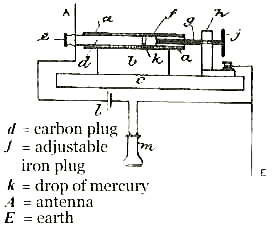 A
a
f
g
h
e
j
d
b
k
a
c
l
m
d = carbon plug
f = adjustable
iron plug
k = drop of mercury
A = antenna
E = earth
E